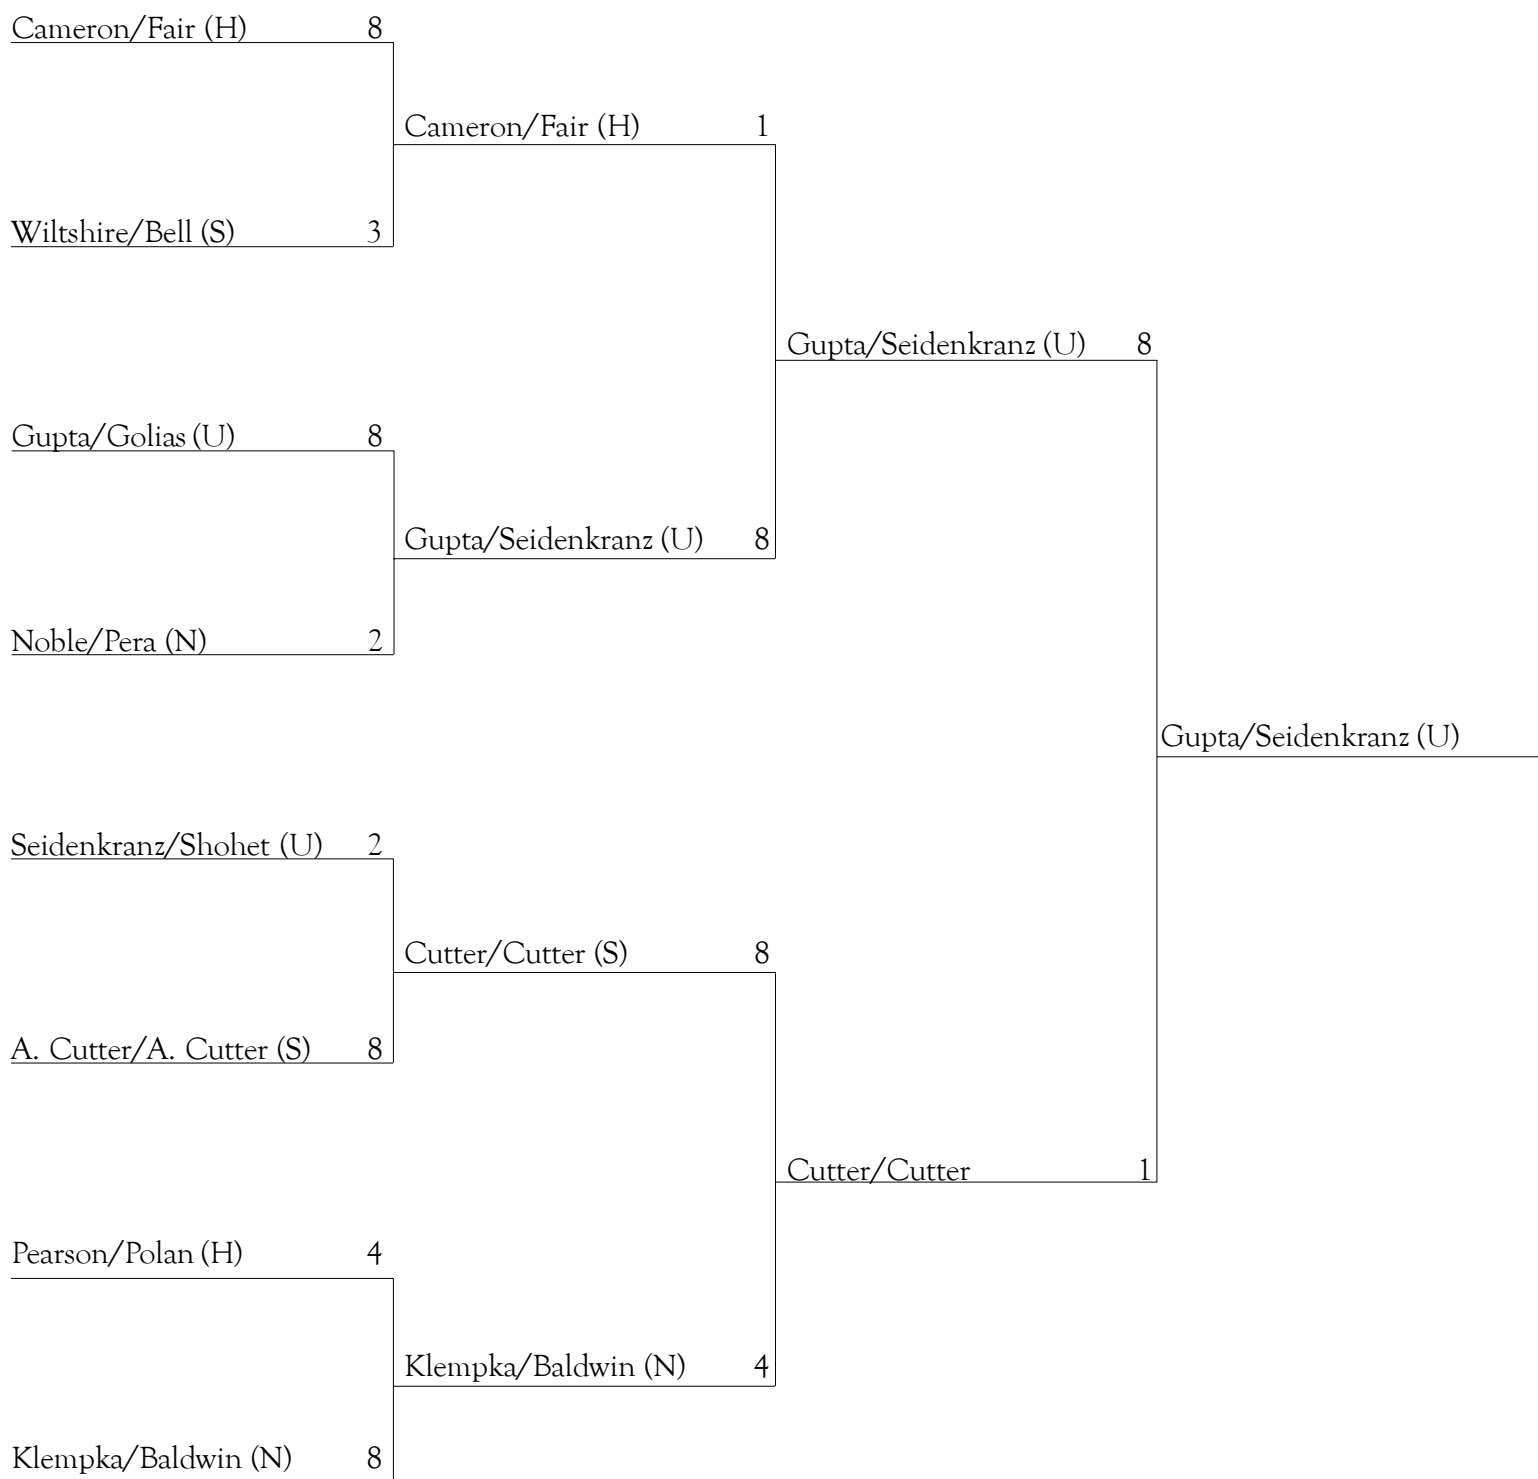 Cameron/Fair (H) 8
Cameron/Fair (H) 1
Wiltshire/Bell (S) 3
Gupta/Seidenkranz (U) 8
Gupta/Golias (U) 8
Gupta/Seidenkranz (U) 8
Noble/Pera (N) 2
Gupta/Seidenkranz (U)
Seidenkranz/Shohet (U) 2
Cutter/Cutter (S) 8
A. Cutter/A. Cutter (S) 8
Cutter/Cutter 1
Pearson/Polan (H) 4
Klempka/Baldwin (N) 4
Klempka/Baldwin (N) 8